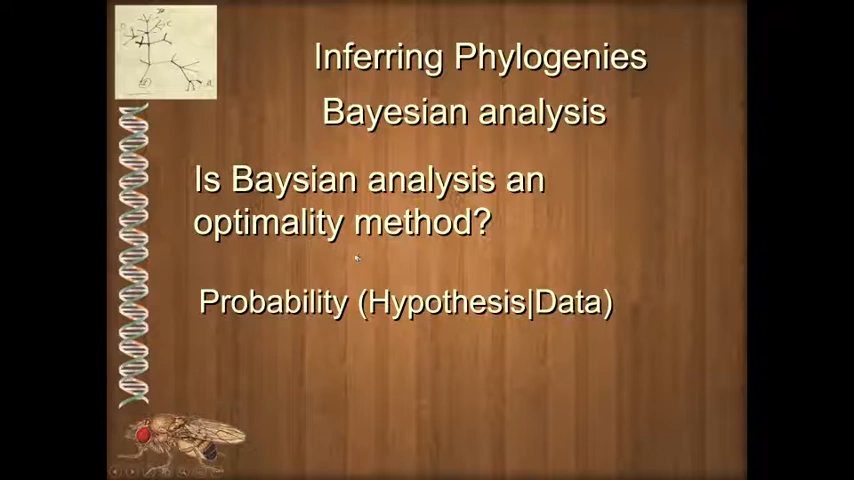 Inferring Phylogenies
Bayesian analysis
Is Baysian analysis an
optimality method?
Probability (Hypothesis|Data)